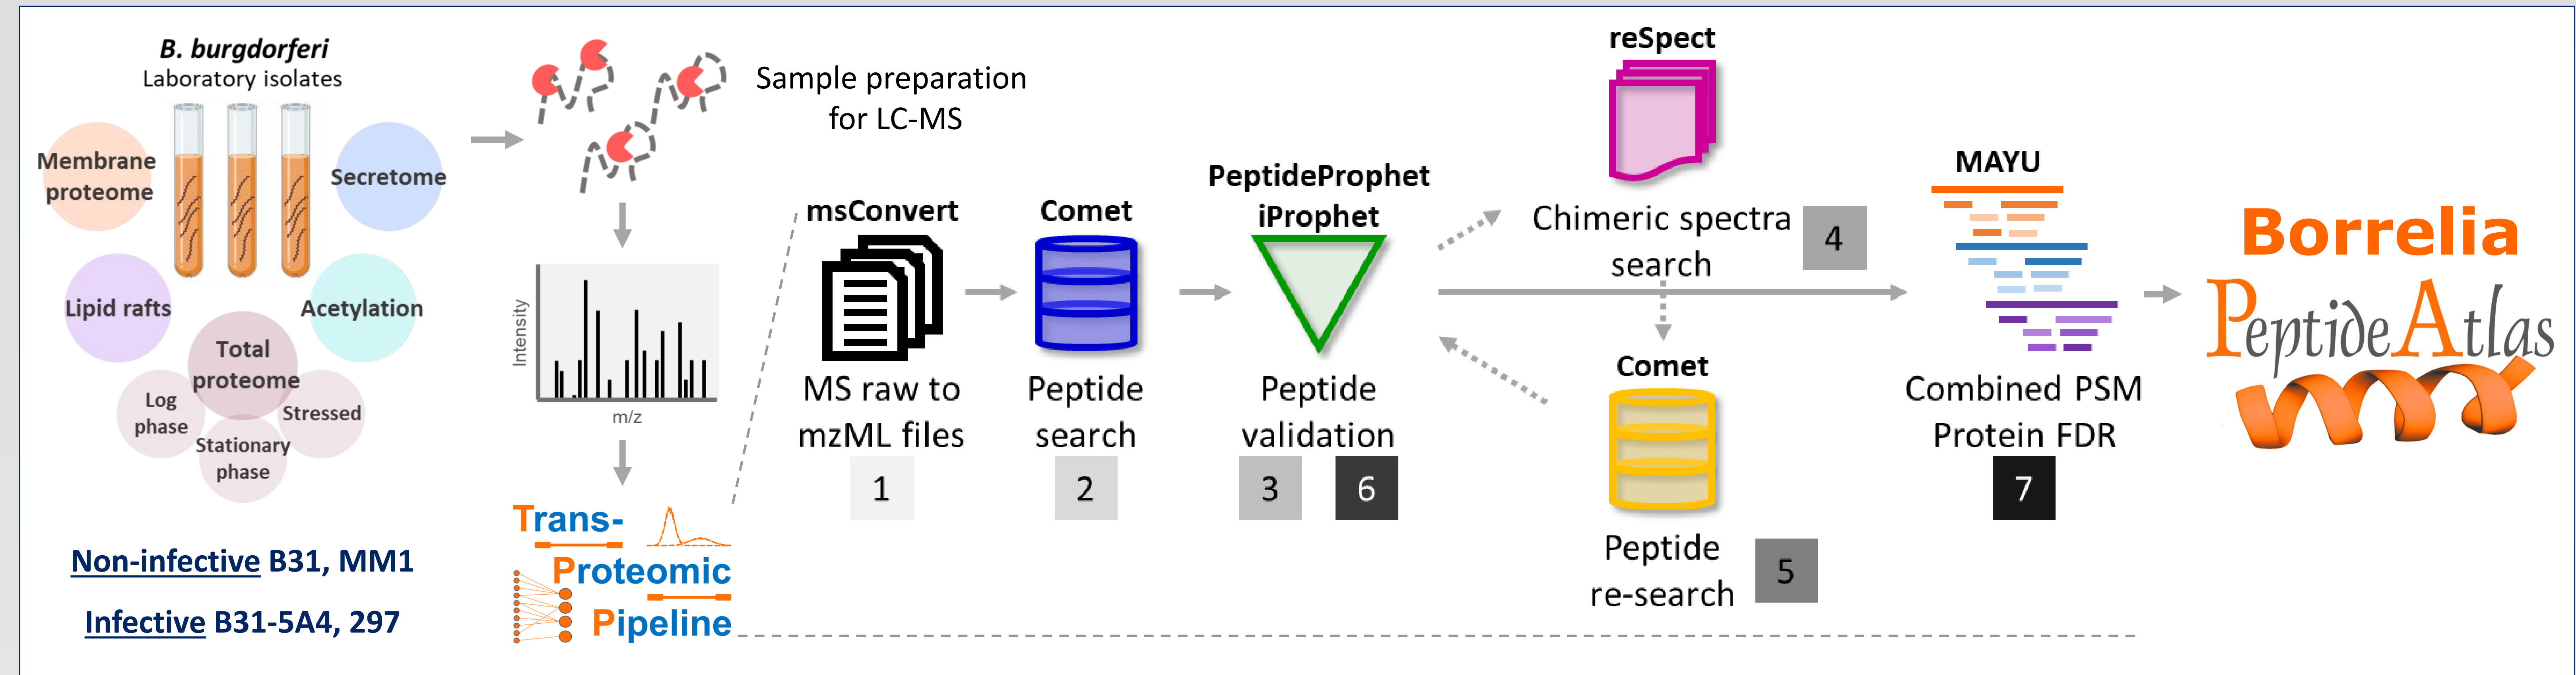 B. burgdorferi
Laboratory isolates
Membrane
proteome
Secretome
Lipid rafts
Acetylation
Total
proteome
Log
phase
Stressed
Stationary
phase
Non-infective B31, MM1
Infective B31-5A4, 297
Sample preparation
for LC-MS
Intensity
m/z
Trans-
Proteomic
Pipeline
msConvert
MS raw to
mzML files
1
Comet
Peptide
search
2
PeptideProphet
iProphet
Peptide
validation
3
6
reSpect
Chimeric spectra
search
4
Comet
Peptide
re-search
5
MAYU
Combined PSM
Protein FDR
7
Borrelia
PeptideAtlas